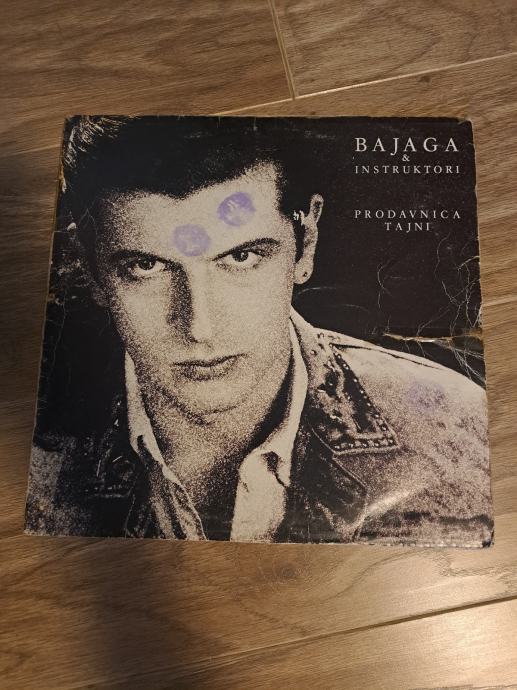 BAJAGA
&
INSTRUKTORI
PRODAVNICA
TAJNI